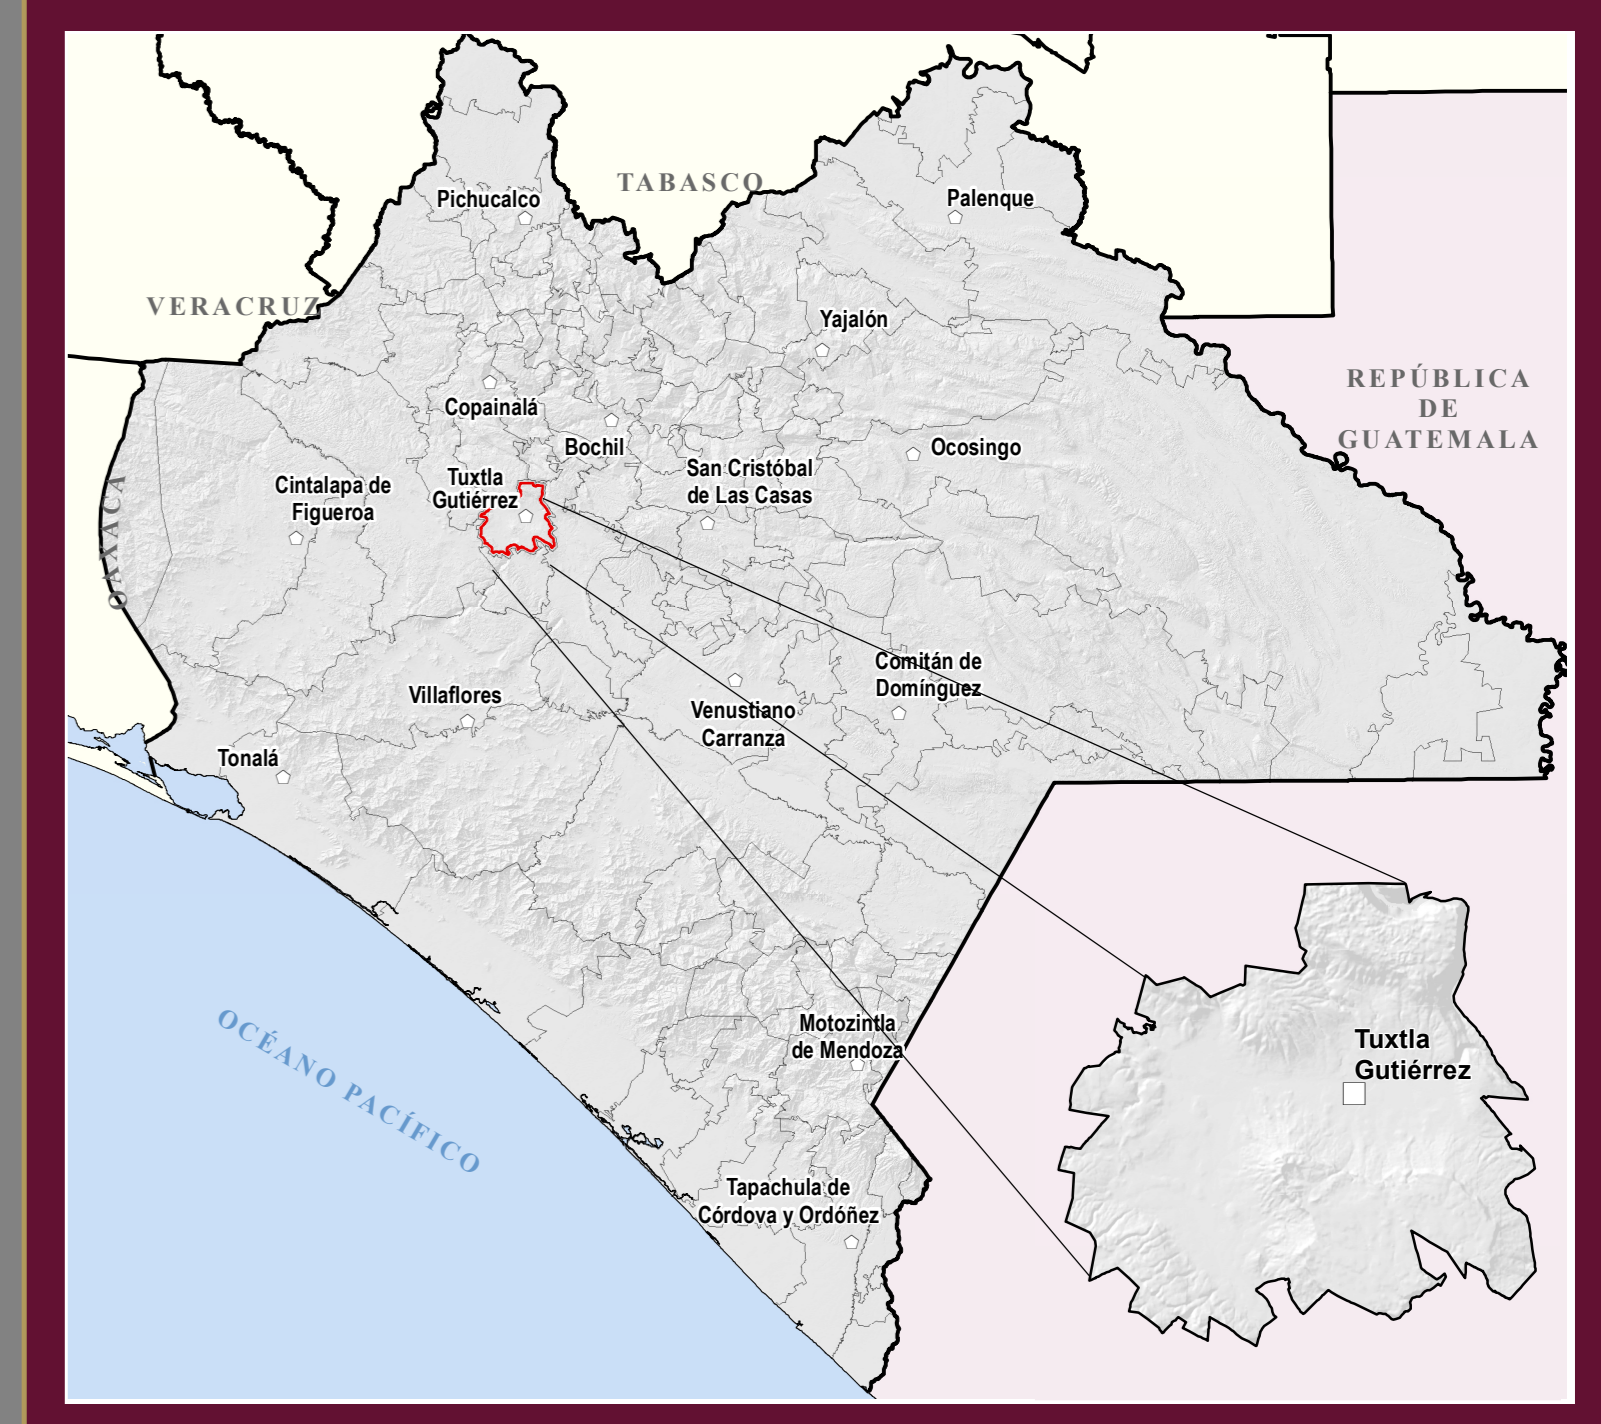 TABASCO
Pichucalco
Palenque
VERACRUZ
Yajalón
REPÚBLICA
DE
GUATEMALA
Copainalá
Bochil
Ocosingo
San Cristóbal
de Las Casas
Tuxtla
Gutiérrez
Cintalapa de
Figueroa
OAXACA
Comitán de
Domínguez
Villaflores
Venustiano
Carranza
Tonalá
Motozintla
de Mendoza
OCÉANO PACÍFICO
Tuxtla
Gutiérrez
Tapachula de
Córdova y Ordóñez